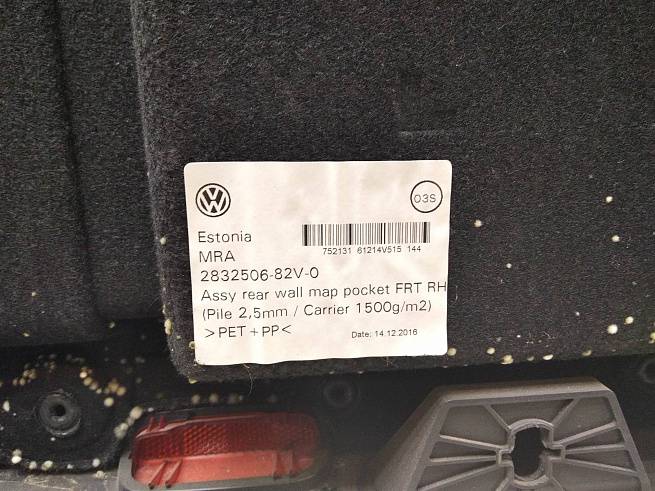 03S
Estonia
MRA
752131 61214V515 144
2832506-82V-0
Assy rear wall map pocket FRT RH
(Pile 2,5mm / Carrier 1500g/m2)
>PET+PP<
Date: 14.12.2016